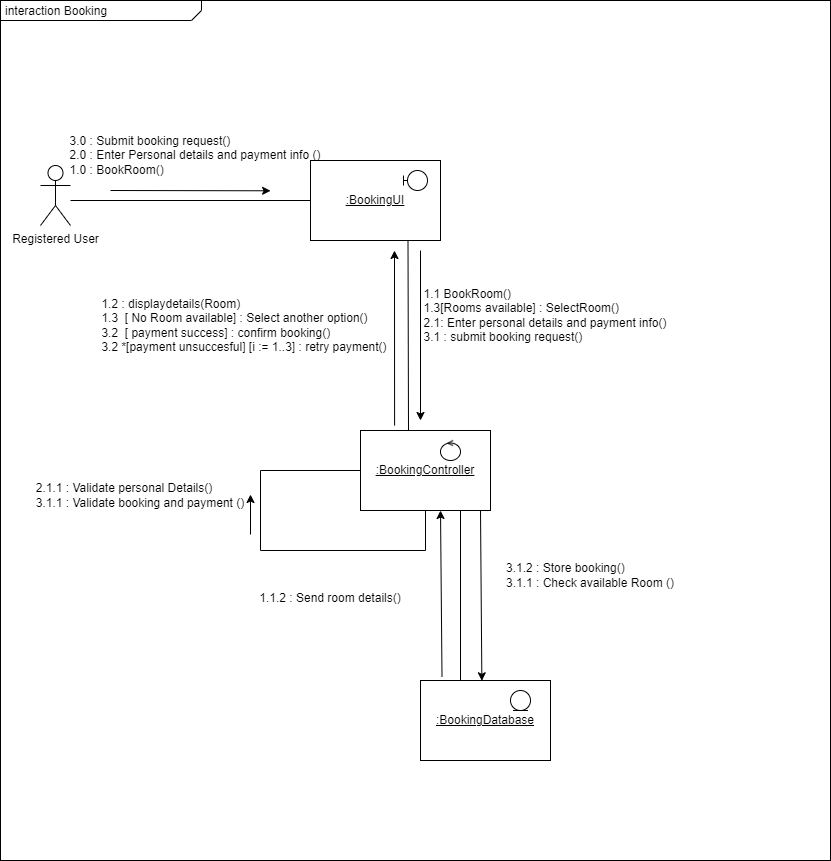 interaction Booking
3.0 : Submit booking request()
2.0 : Enter Personal details and payment info ()
1.0 : BookRoom()
:BookingUI
Registered User
1.2 : displaydetails(Room)
1.3 [ No Room available] : Select another option()
3.2 [ payment success] : confirm booking()
3.2 *[payment unsuccesful] [i := 1..3] : retry payment()
1.1 BookRoom()
1.3[Rooms available] : SelectRoom()
2.1: Enter personal details and payment info()
3.1 : submit booking request()
:BookingController
2.1.1 : Validate personal Details()
3.1.1 : Validate booking and payment ()
3.1.2 : Store booking()
3.1.1 : Check available Room ()
1.1.2 : Send room details()
:BookingDatabase